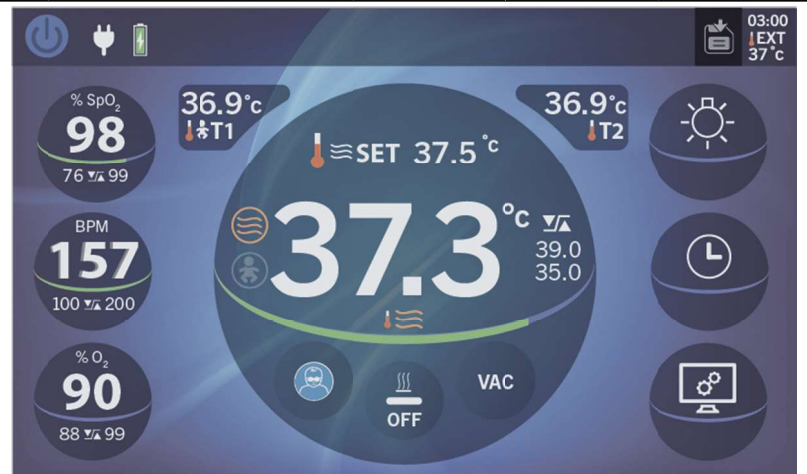 03:00
EXT
37°C
% SpO₂
98
76 99
36.9°C
T1
36.9°C
T2
SET 37.5°C
37.3°C
39.0
35.0
BPM
157
100 200
% O₂
90
88 99
OFF
VAC